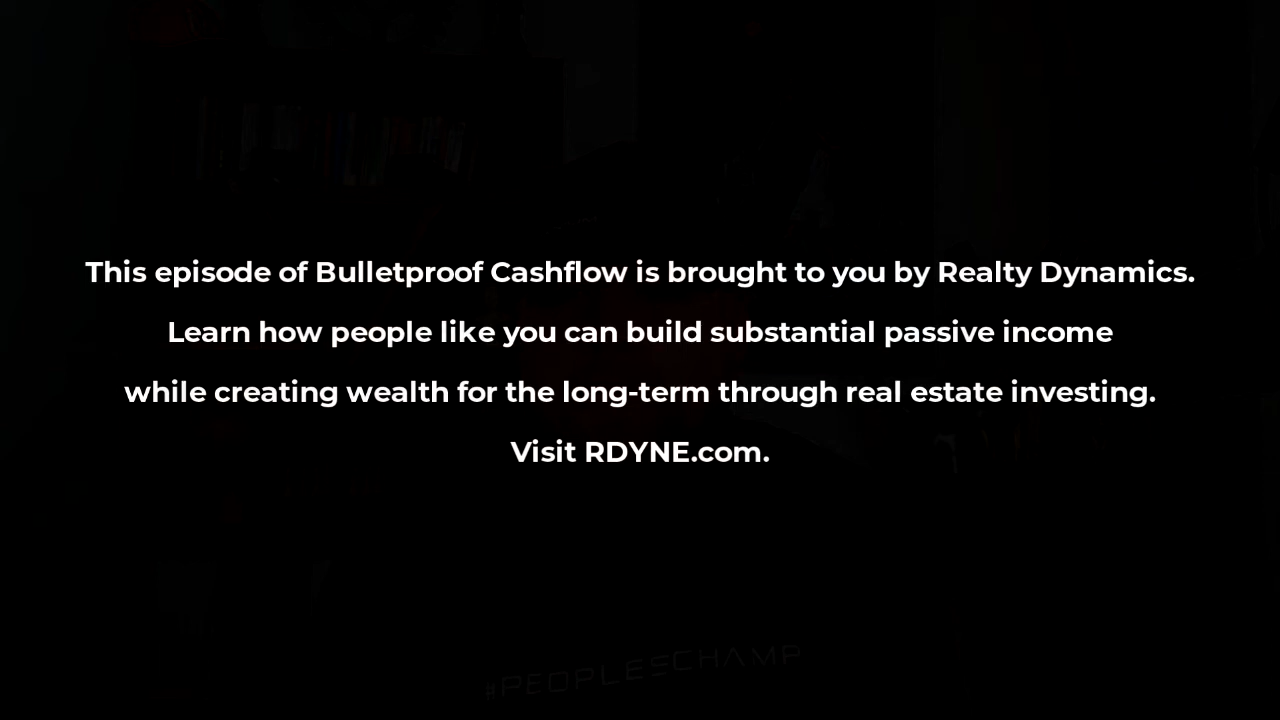 This episode of Bulletproof Cashflow is brought to you by Realty Dynamics.
Learn how people like you can build substantial passive income
while creating wealth for the long-term through real estate investing.
Visit RDYNE.com.
#PEOPLESCHAMP